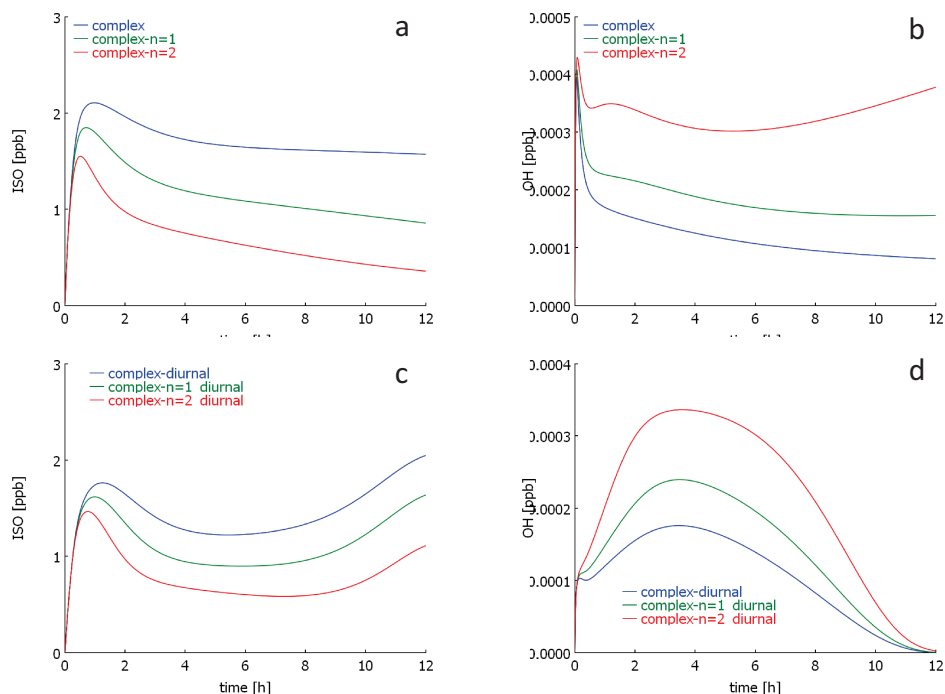 a
complex
complex-n=1
complex-n=2
3
2
1
0
ISO [ppb]
0 2 4 6 8 10 12
time [h]
b
complex
complex-n=1
complex-n=2
0.0005
0.0004
0.0003
0.0002
0.0001
0.0000
OH [ppb]
0 2 4 6 8 10 12
time [h]
c
complex-diurnal
complex-n=1 diurnal
complex-n=2 diurnal
3
2
1
0
ISO [ppb]
0 2 4 6 8 10 12
time [h]
d
0.0004
0.0003
0.0002
0.0001
0.0000
OH [ppb]
complex-diurnal
complex-n=1 diurnal
complex-n=2 diurnal
0 2 4 6 8 10 12
time [h]